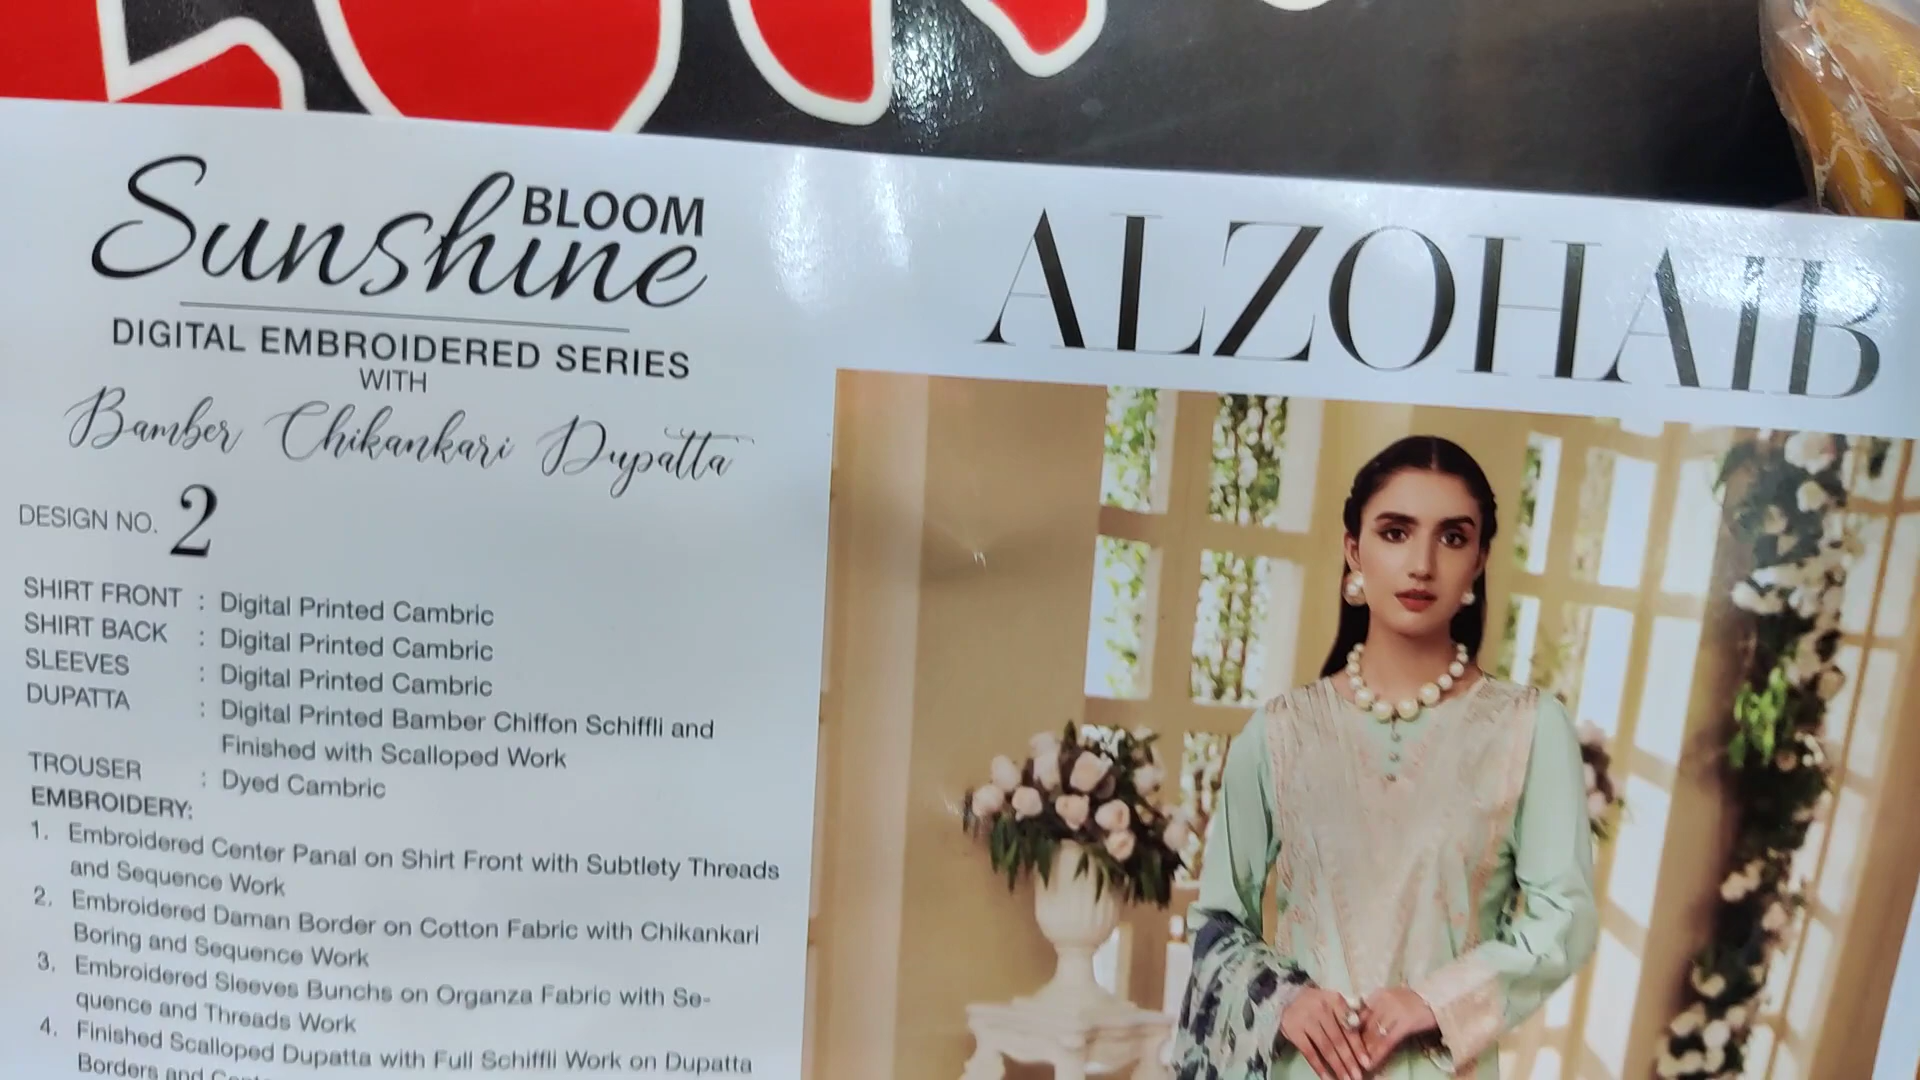 Sunshine BLOOM
DIGITAL EMBROIDERED SERIES
WITH
Bamber Chikankari Dupatta
DESIGN NO. 2
SHIRT FRONT : Digital Printed Cambric
SHIRT BACK : Digital Printed Cambric
SLEEVES : Digital Printed Cambric
DUPATTA : Digital Printed Bamber Chiffon Schiffli and
Finished with Scalloped Work
TROUSER : Dyed Cambric
EMBROIDERY:
1. Embroidered Center Panal on Shirt Front with Subtlety Threads
and Sequence Work
2. Embroidered Daman Border on Cotton Fabric with Chikankari
Boring and Sequence Work
3. Embroidered Sleeves Bunchs on Organza Fabric with Se-
quence and Threads Work
4. Finished Scalloped Dupatta with Full Schiffli Work on Dupatta
Borders and
ALZOHAIB